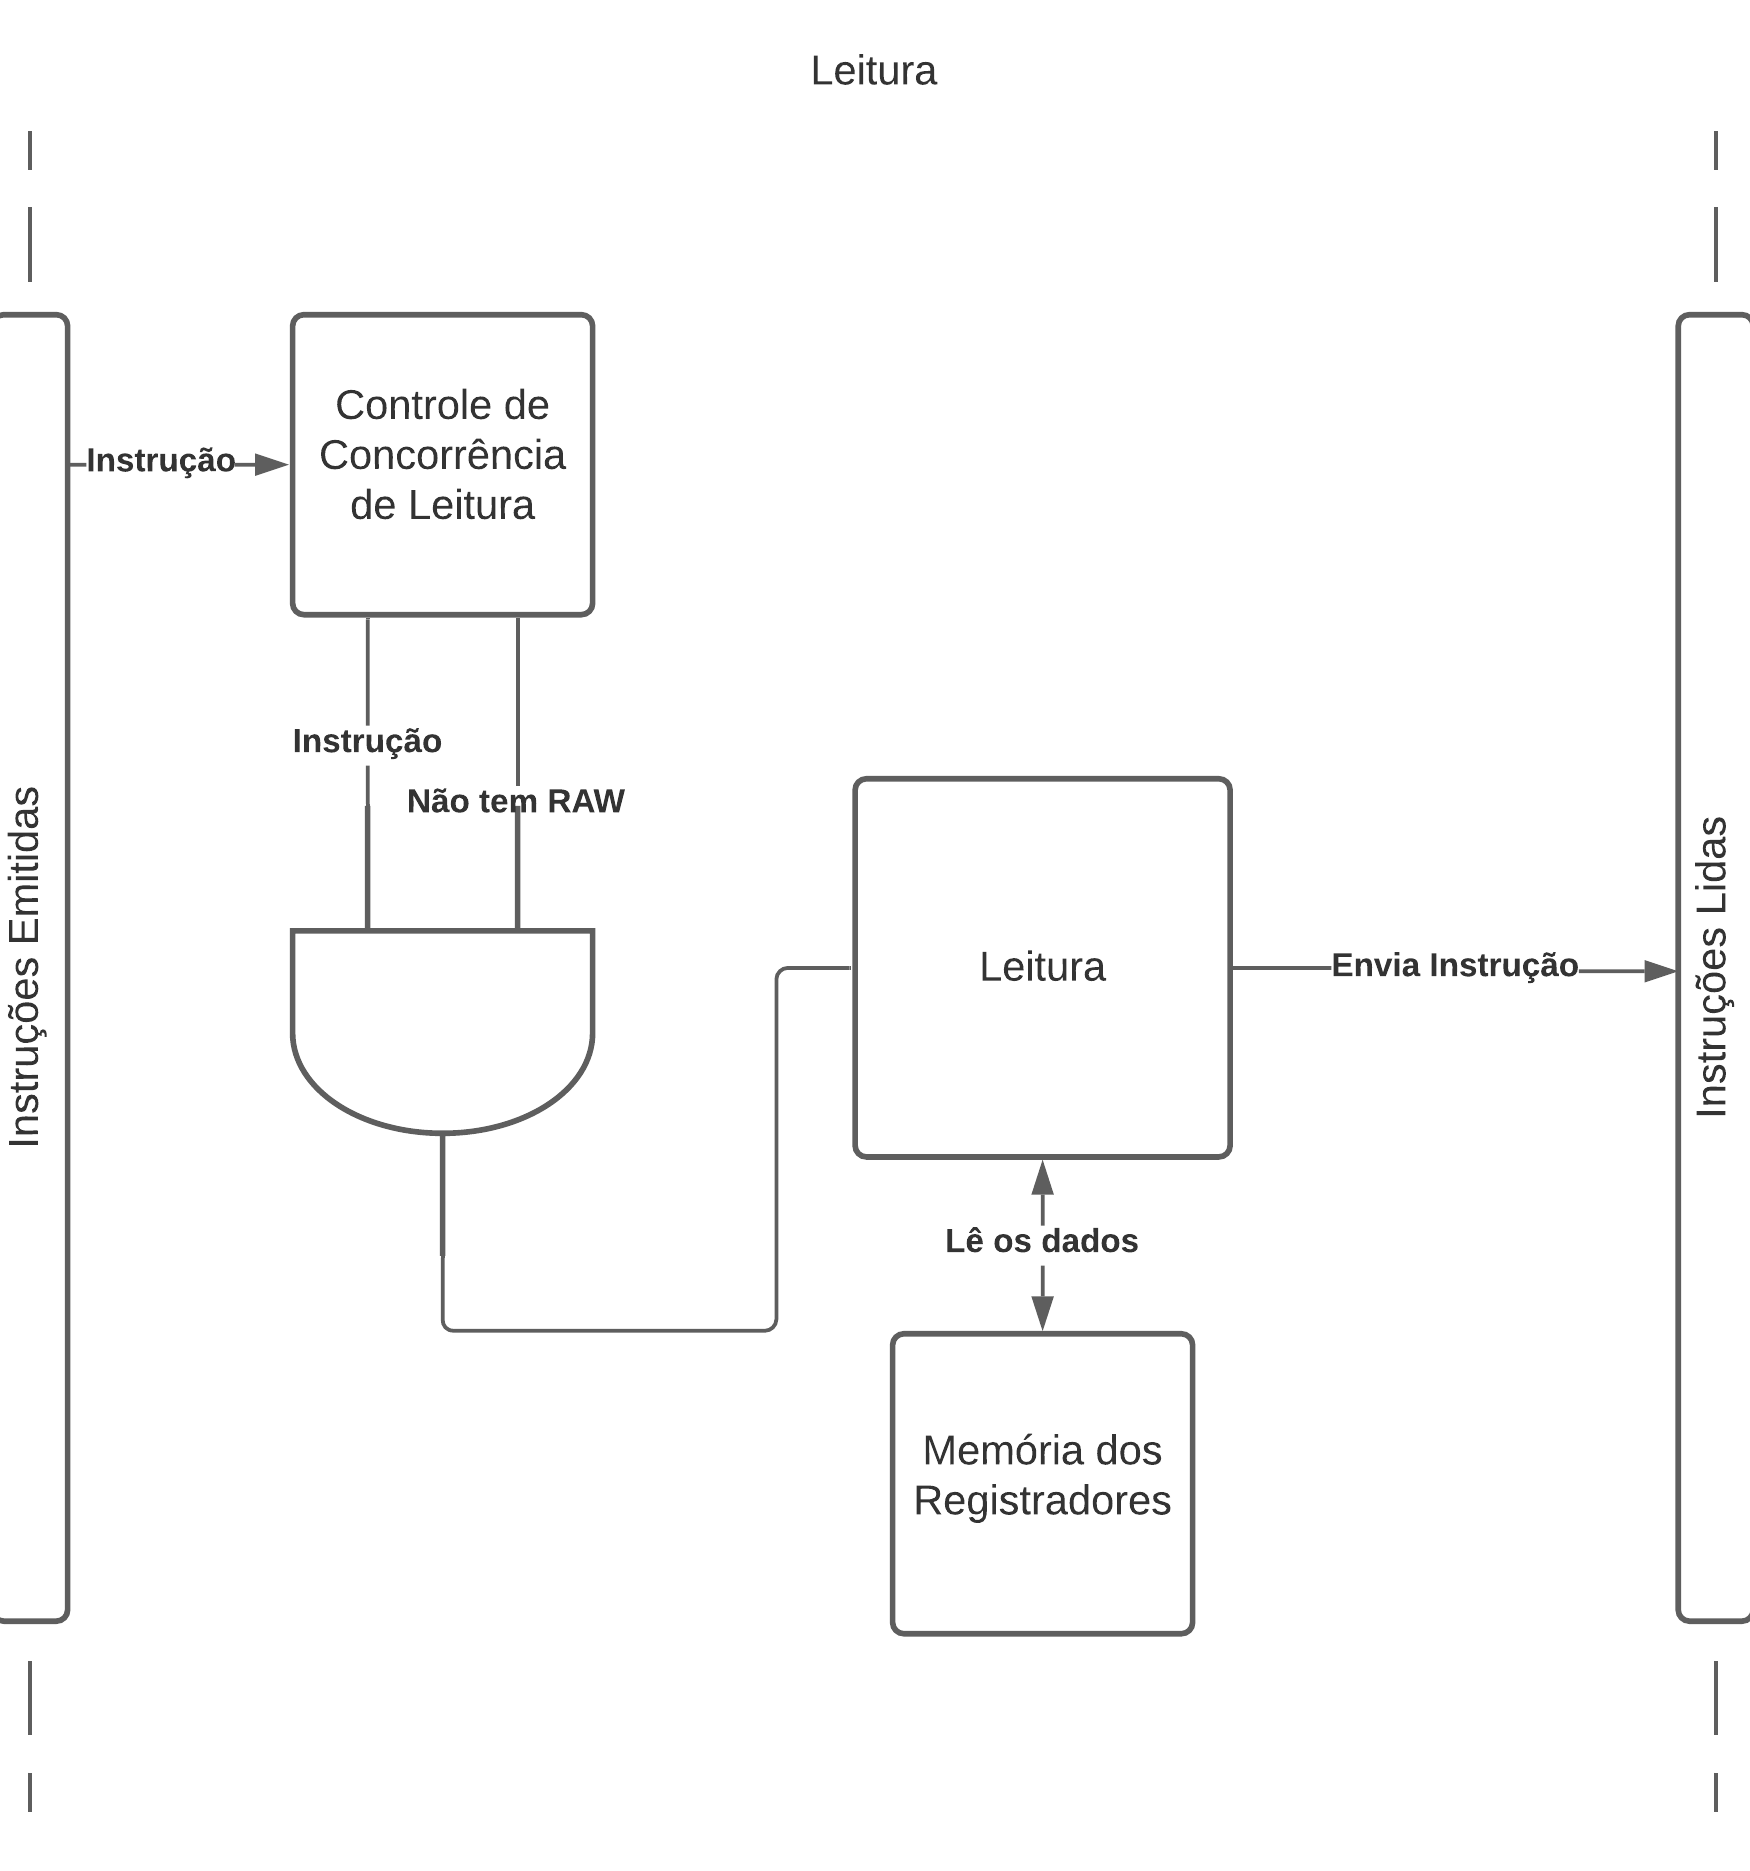 Leitura
Instruções Emitidas
Instrução
Controle de
Concorrência
de Leitura
Instrução
Não tem RAW
Leitura
Envia Instrução
Instruções Lidas
Lê os dados
Memória dos
Registradores